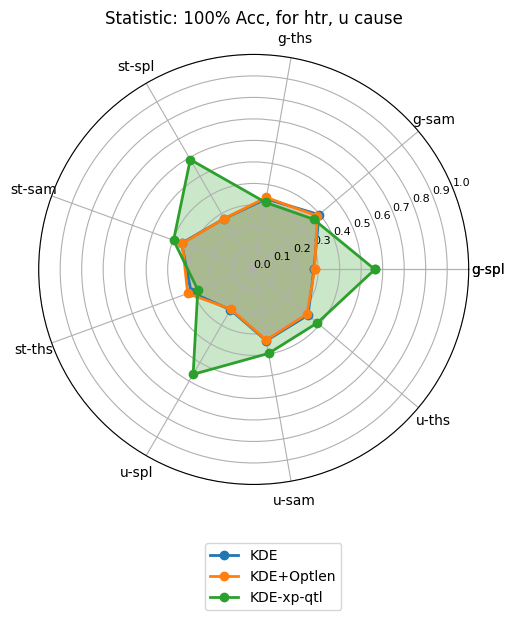 Statistic: 100% Acc, for htr, u cause
g-ths
st-spl
g-sam
1.0
0.9
0.8
0.7
0.6
0.5
0.4
0.3
0.2
0.1
0.0
st-sam
g-spl
st-ths
u-ths
u-spl
u-sam
KDE
KDE+Optlen
KDE-xp-qtl